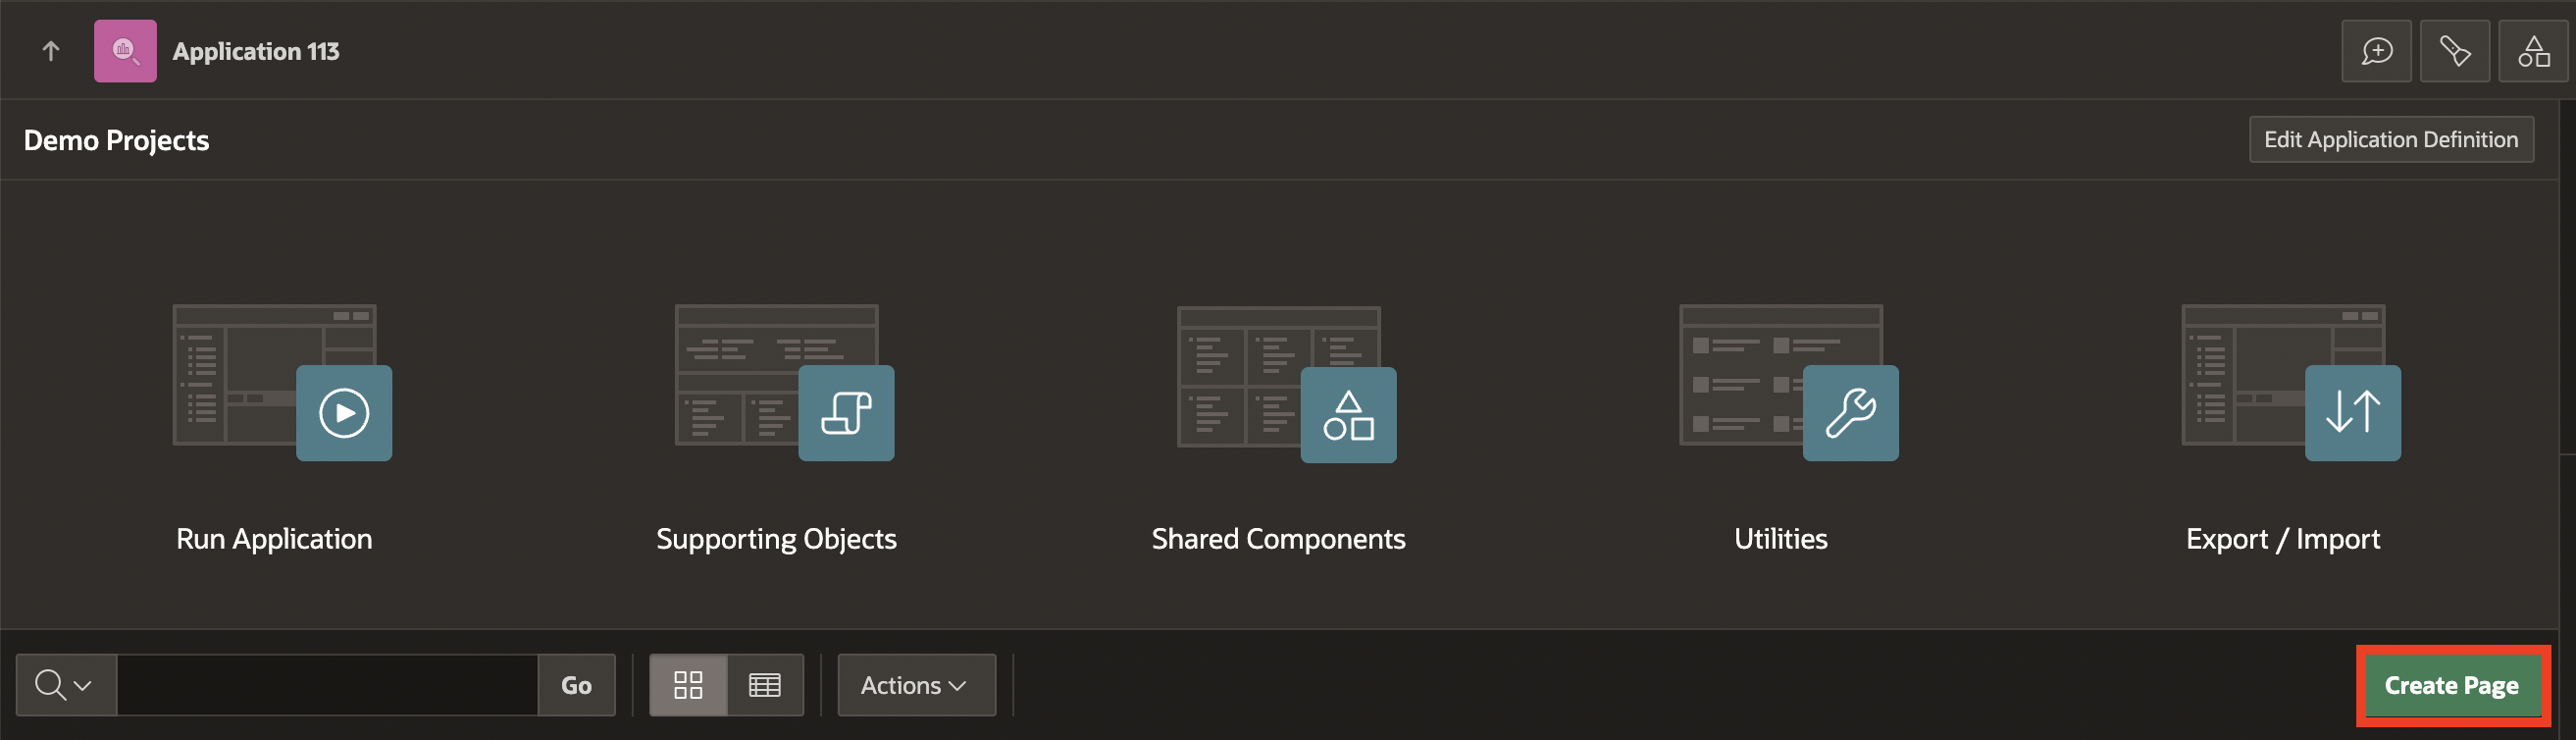 Application 113
Demo Projects
Edit Application Definition
Run Application
Supporting Objects
Shared Components
Utilities
Export / Import
Go
Actions
Create Page